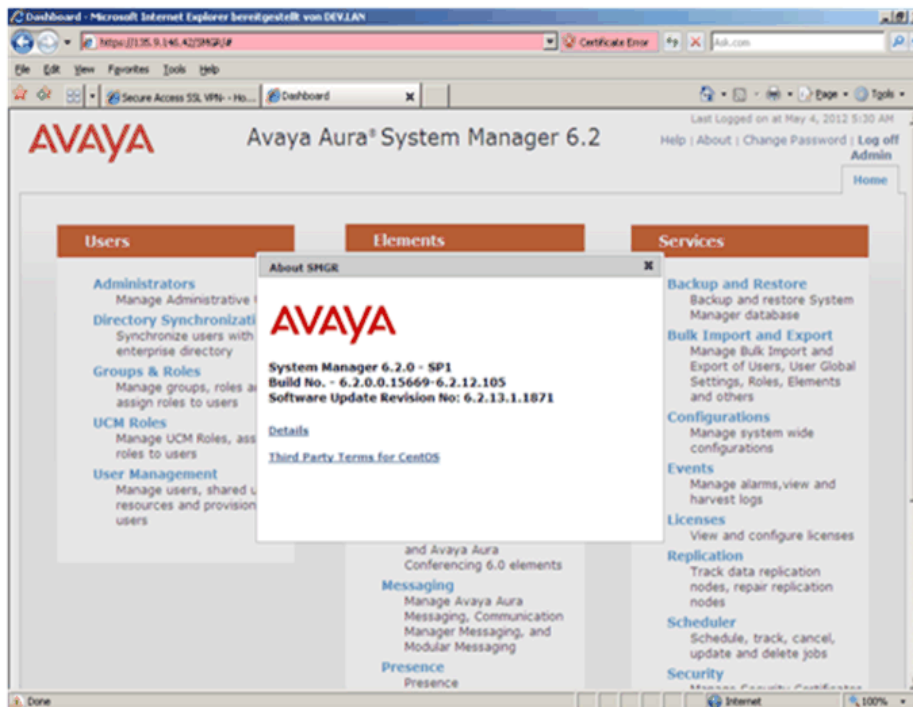 Dashboard - Microsoft Internet Explorer bereitgestellt von DEV.LAN
https://135.9.146.42/SMGR/#
Certificate Error
Ask.com
File Edit View Favorites Tools Help
Secure Access SSL VPN- - Ho...
Dashboard
Page
Tools
Last Logged on at May 4, 2012 5:30 AM
AVAYA
Avaya Aura® System Manager 6.2
Help | About | Change Password | Log off
Admin
Home
Users
Administrators
Manage Administrative
Directory Synchronizati
Synchronize users with
enterprise directory
Groups & Roles
Manage groups, roles a
assign roles to users
UCM Roles
Manage UCM Roles, ass
roles to users
User Management
Manage users, shared u
resources and provision
users
Elements
About SMGR
AVAYA
System Manager 6.2.0 - SP1
Build No. - 6.2.0.0.15669-6.2.12.105
Software Update Revision No: 6.2.13.1.1871
Details
Third Party Terms for CentOS
and Avaya Aura
Conferencing 6.0 elements
Messaging
Manage Avaya Aura
Messaging, Communication
Manager Messaging, and
Modular Messaging
Presence
Presence
Services
Backup and Restore
Backup and restore System
Manager database
Bulk Import and Export
Manage Bulk Import and
Export of Users, User Global
Settings, Roles, Elements
and others
Configurations
Manage system wide
configurations
Events
Manage alarms,view and
harvest logs
Licenses
View and configure licenses
Replication
Track data replication
nodes, repair replication
nodes
Scheduler
Schedule, track, cancel,
update and delete jobs
Security
Manage Security Certificates
Done
Internet
100%